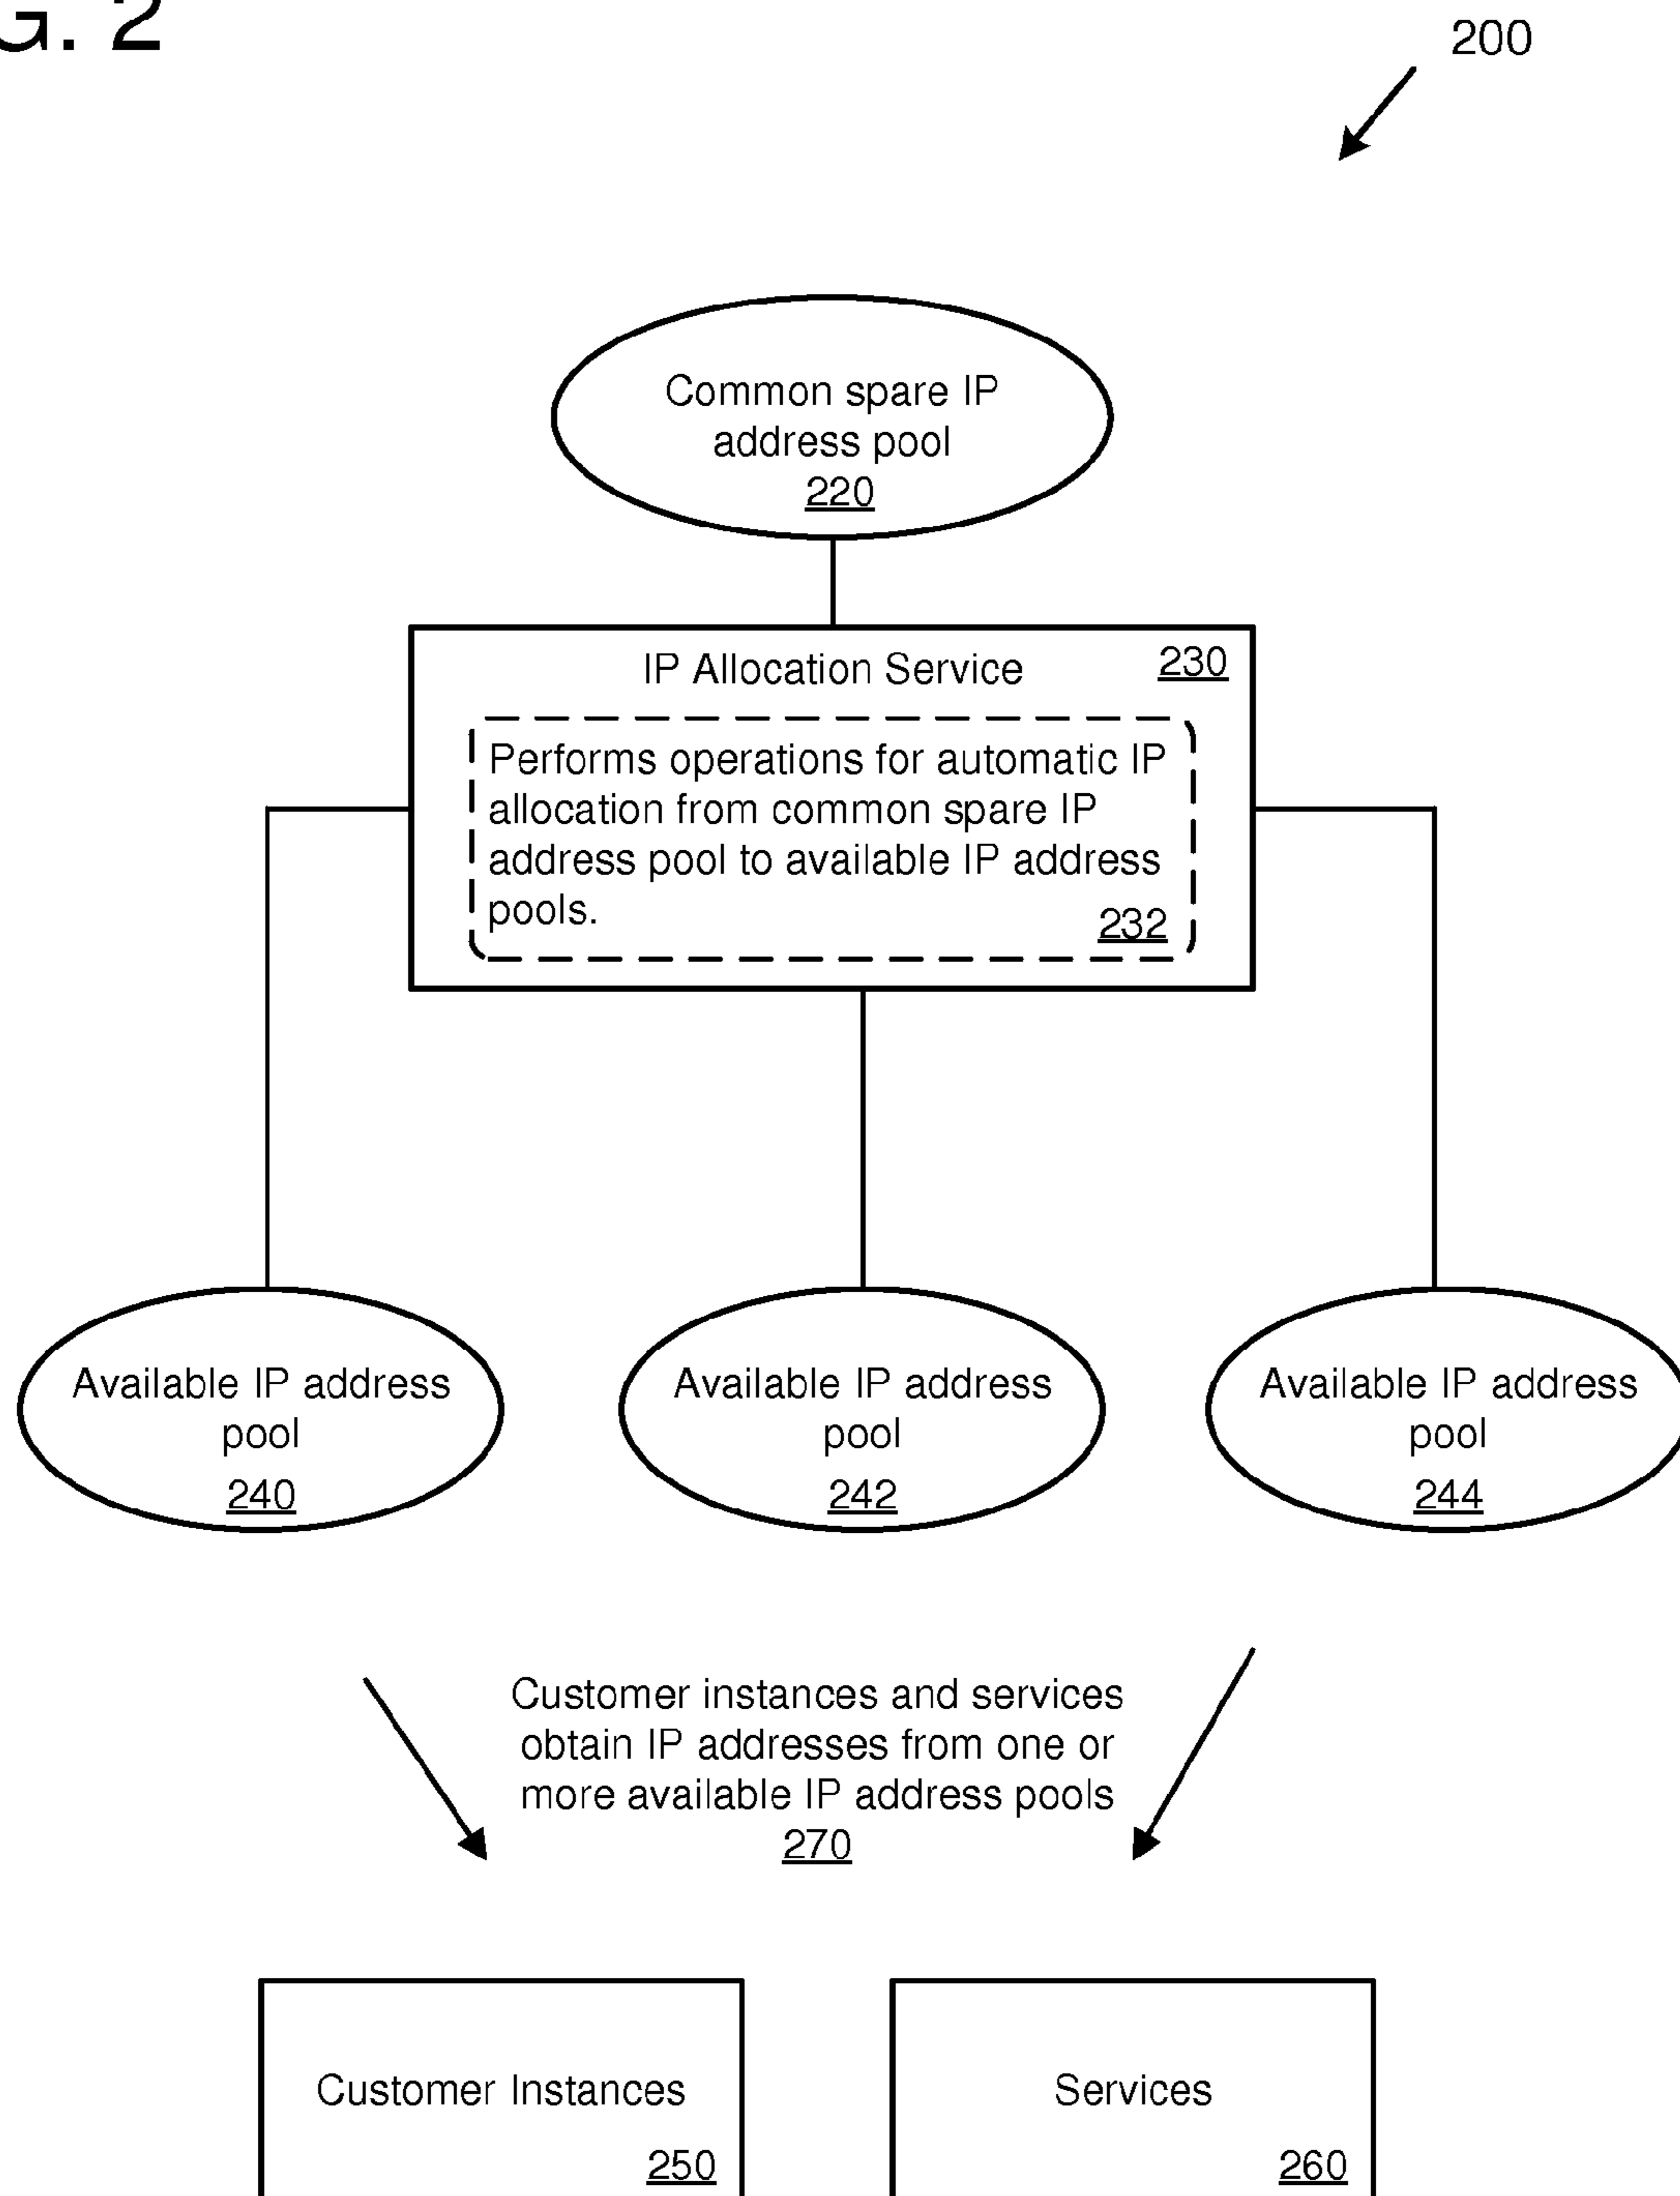 G. 2
200
Common spare IP
address pool
220
IP Allocation Service
230
Performs operations for automatic IP
allocation from common spare IP
address pool to available IP address
pools.
232
Available IP address
pool
240
Available IP address
pool
242
Available IP address
pool
244
Customer instances and services
obtain IP addresses from one or
more available IP address pools
270
Customer Instances
250
Services
260